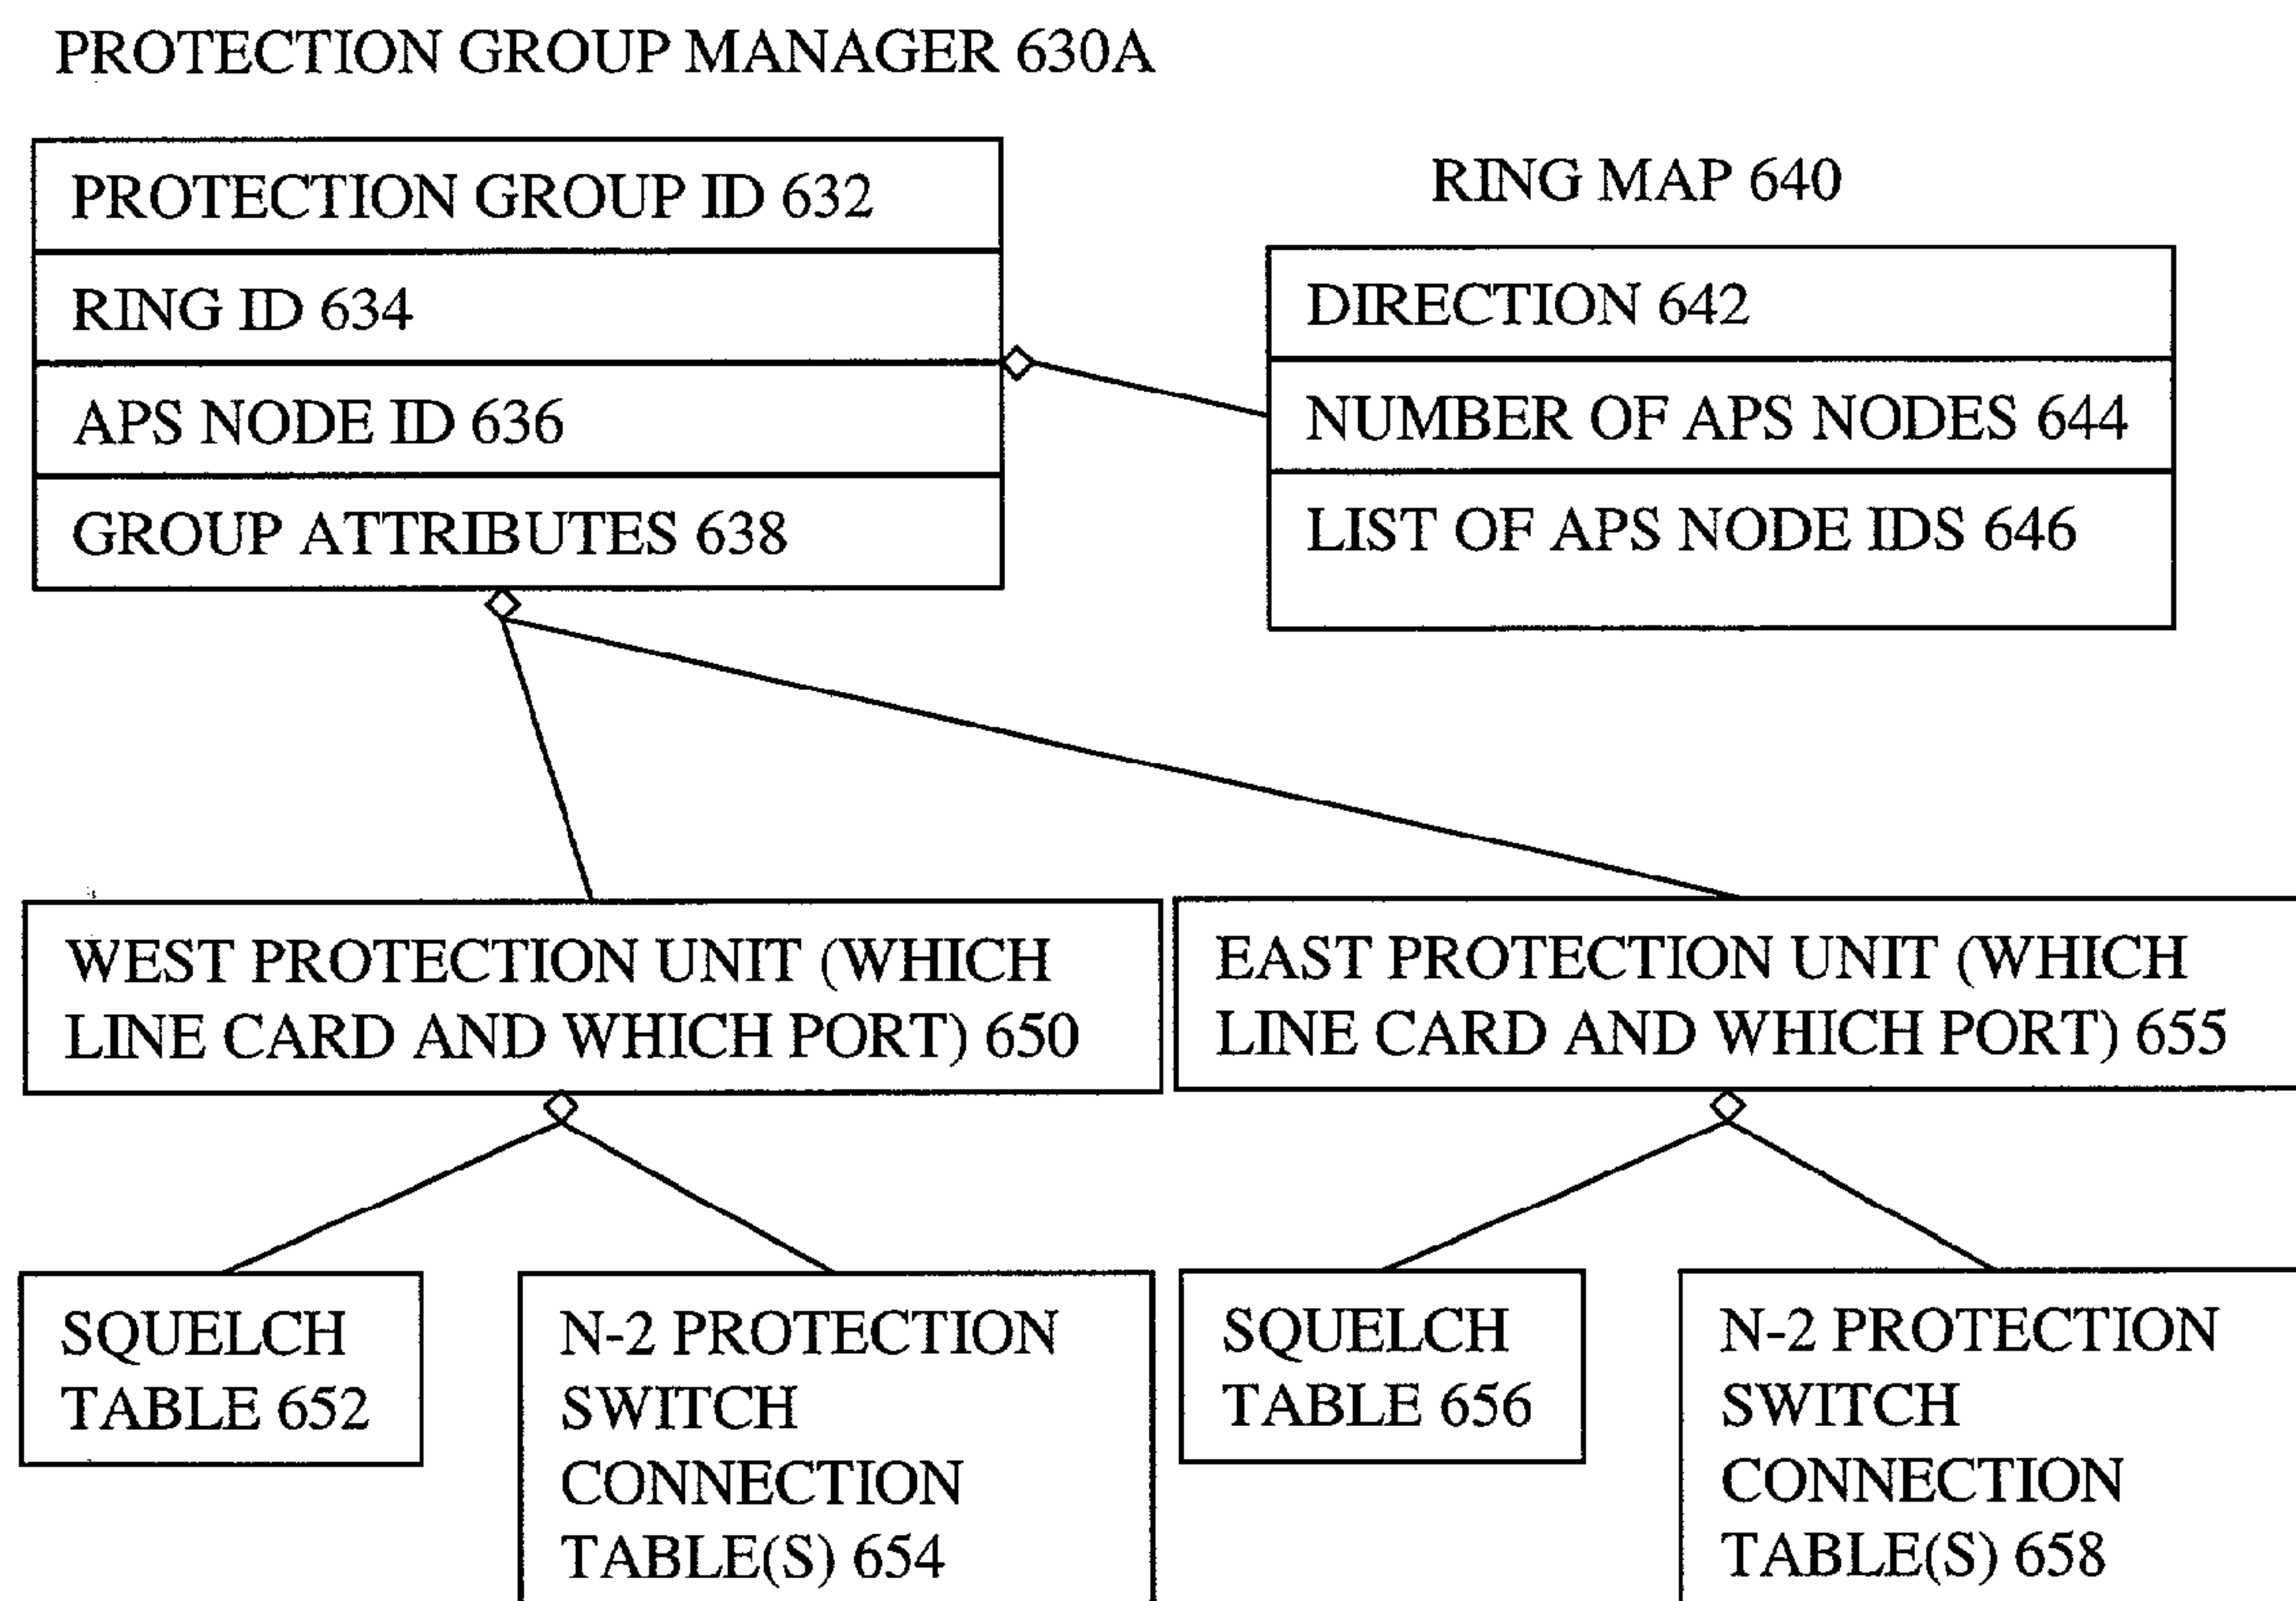 PROTECTION GROUP MANAGER 630A
PROTECTION GROUP ID 632
RING ID 634
APS NODE ID 636
GROUP ATTRIBUTES 638
RING MAP 640
DIRECTION 642
NUMBER OF APS NODES 644
LIST OF APS NODE IDS 646
WEST PROTECTION UNIT (WHICH
LINE CARD AND WHICH PORT) 650
EAST PROTECTION UNIT (WHICH
LINE CARD AND WHICH PORT) 655
SQUELCH
TABLE 652
N-2 PROTECTION
SWITCH
CONNECTION
TABLE(S) 654
SQUELCH
TABLE 656
N-2 PROTECTION
SWITCH
CONNECTION
TABLE(S) 658